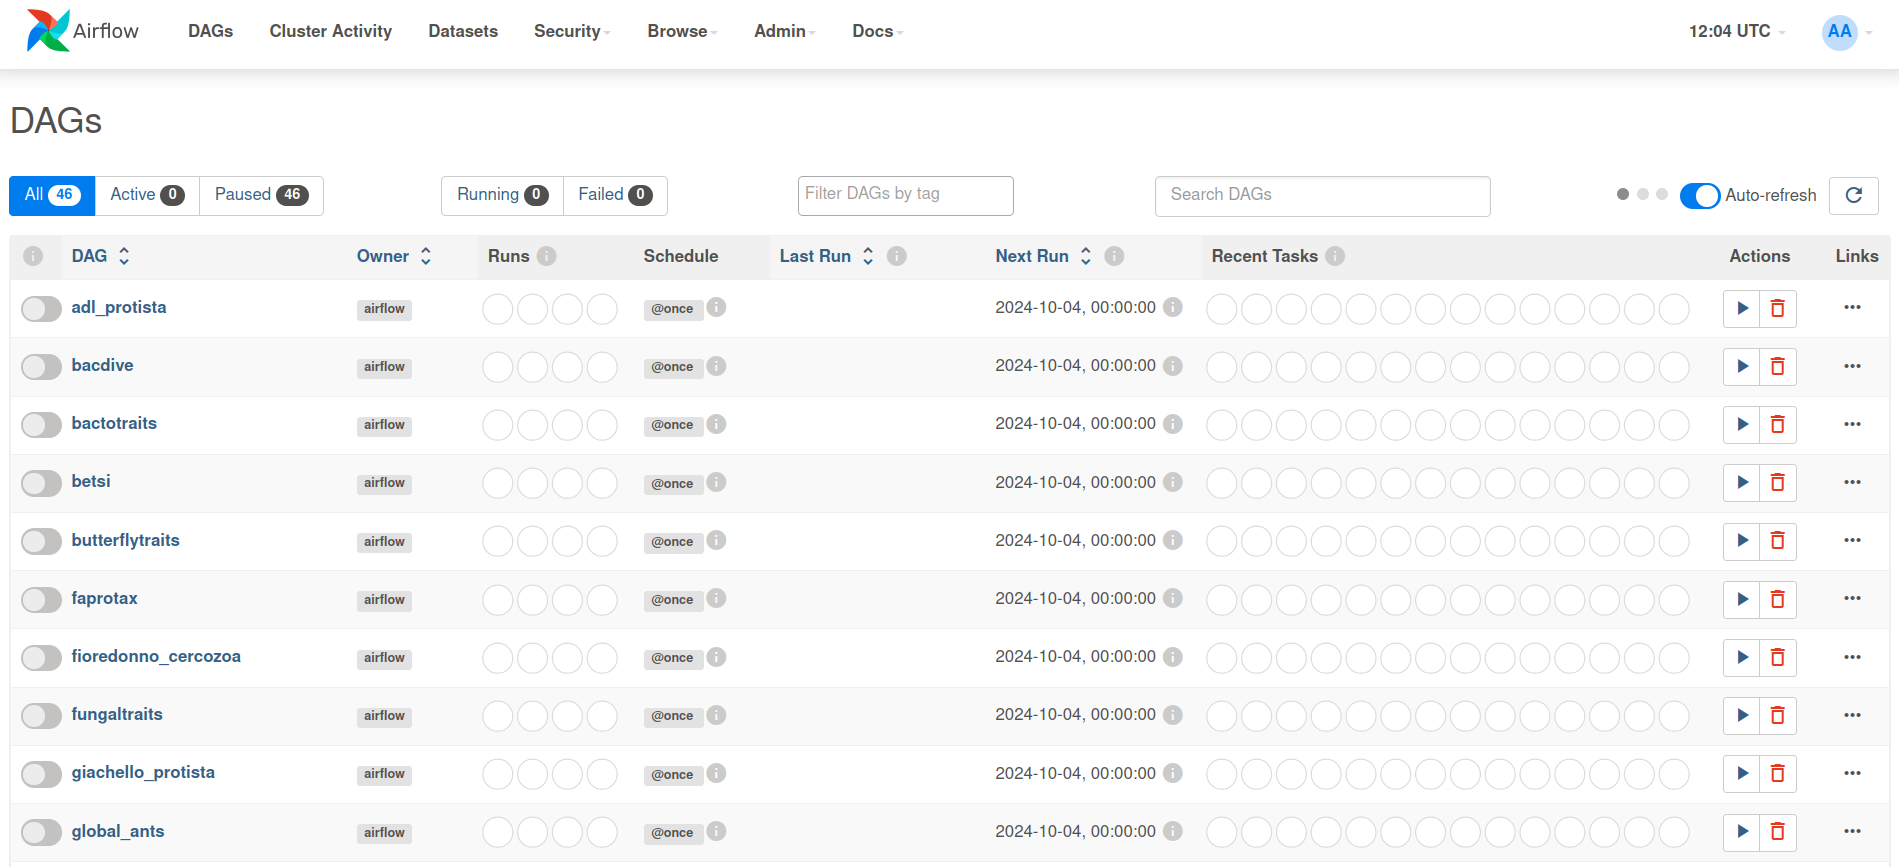 Airflow DAGs Cluster Activity Datasets Security Browse Admin Docs 12:04 UTC AA
DAGs
All 46 Active 0 Paused 46 Running 0 Failed 0 Filter DAGs by tag Search DAGs Auto-refresh
DAG Owner Runs Schedule Last Run Next Run Recent Tasks Actions Links
adl_protista airflow @once 2024-10-04, 00:00:00
bacdive airflow @once 2024-10-04, 00:00:00
bactotraits airflow @once 2024-10-04, 00:00:00
betsi airflow @once 2024-10-04, 00:00:00
butterflytraits airflow @once 2024-10-04, 00:00:00
faprotax airflow @once 2024-10-04, 00:00:00
fioredonno_cercozoa airflow @once 2024-10-04, 00:00:00
fungaltraits airflow @once 2024-10-04, 00:00:00
giachello_protista airflow @once 2024-10-04, 00:00:00
global_ants airflow @once 2024-10-04, 00:00:00